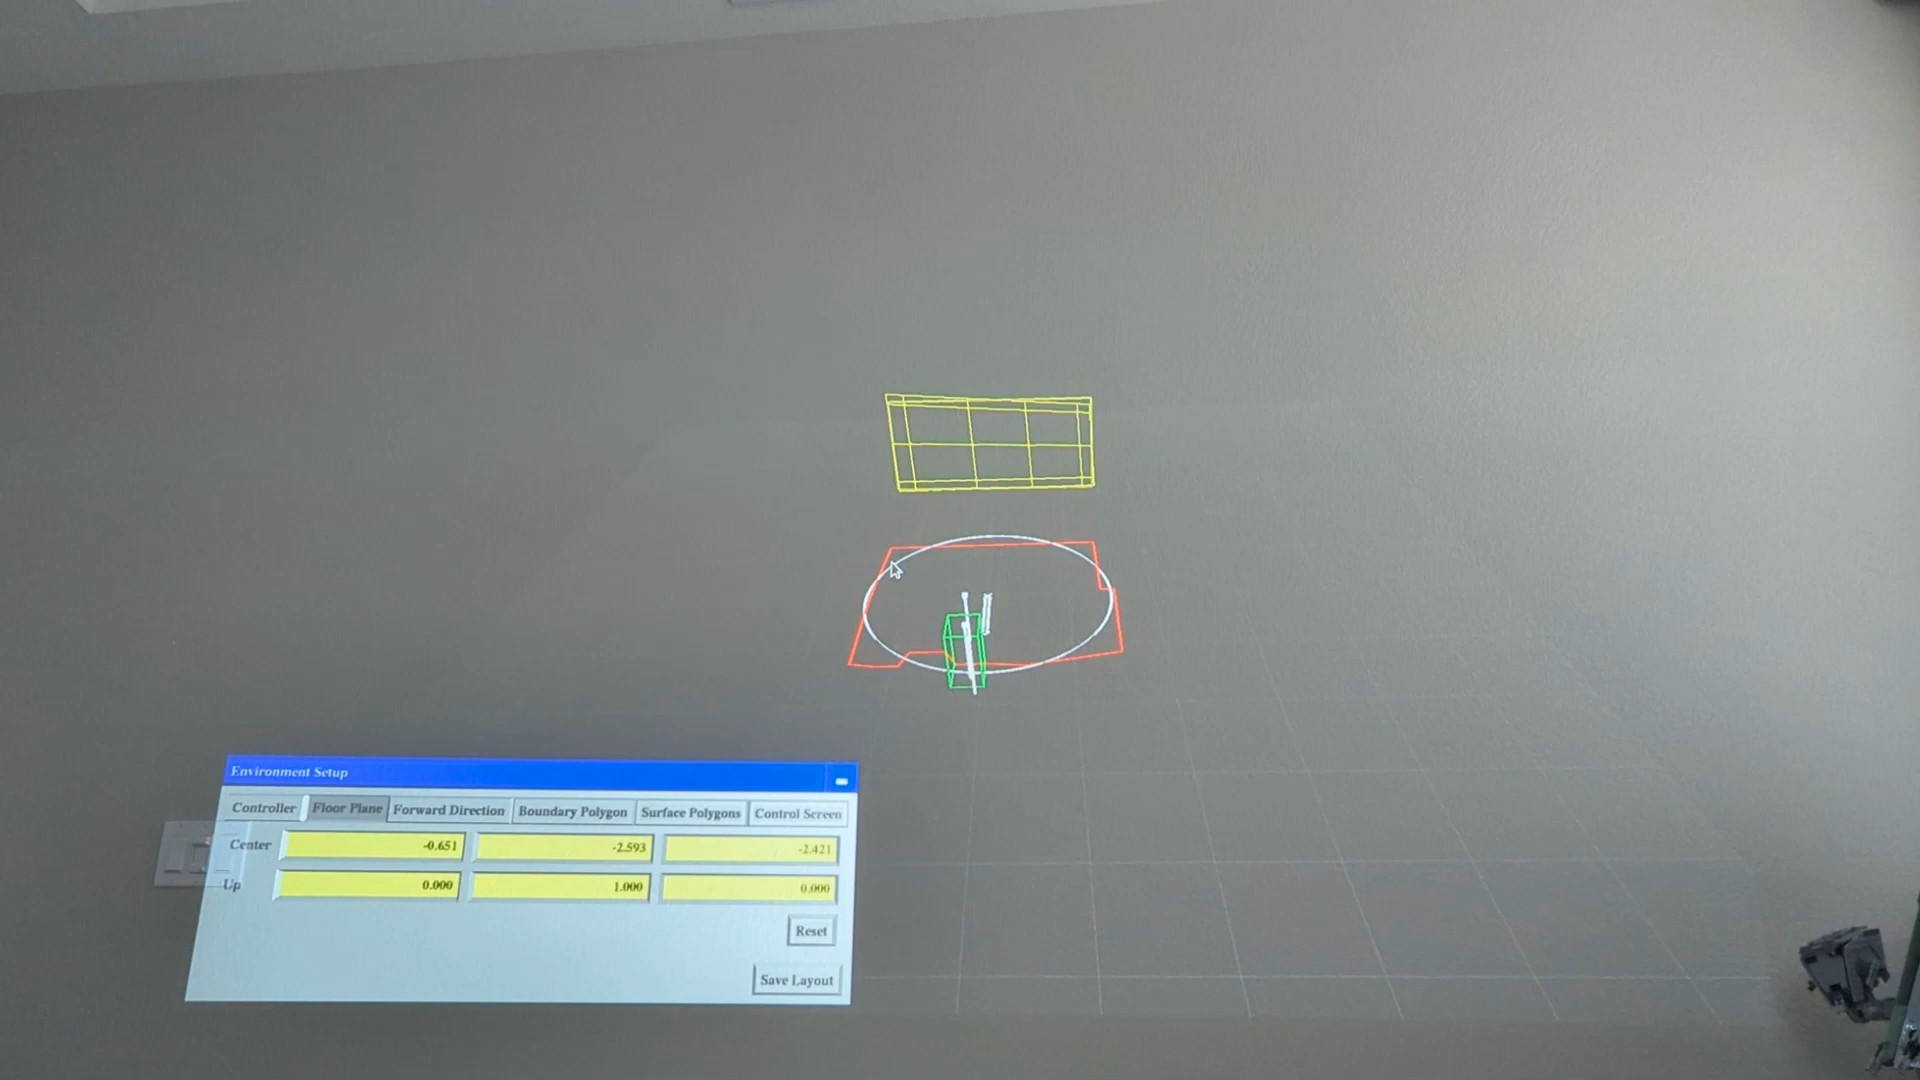 Environment Setup
Controller Floor Plane Forward Direction Boundary Polygon Surface Polygons Control Screen
Center -0.651 -2.593 -2.421
Up 0.000 1.000 0.000
Reset
Save Layout